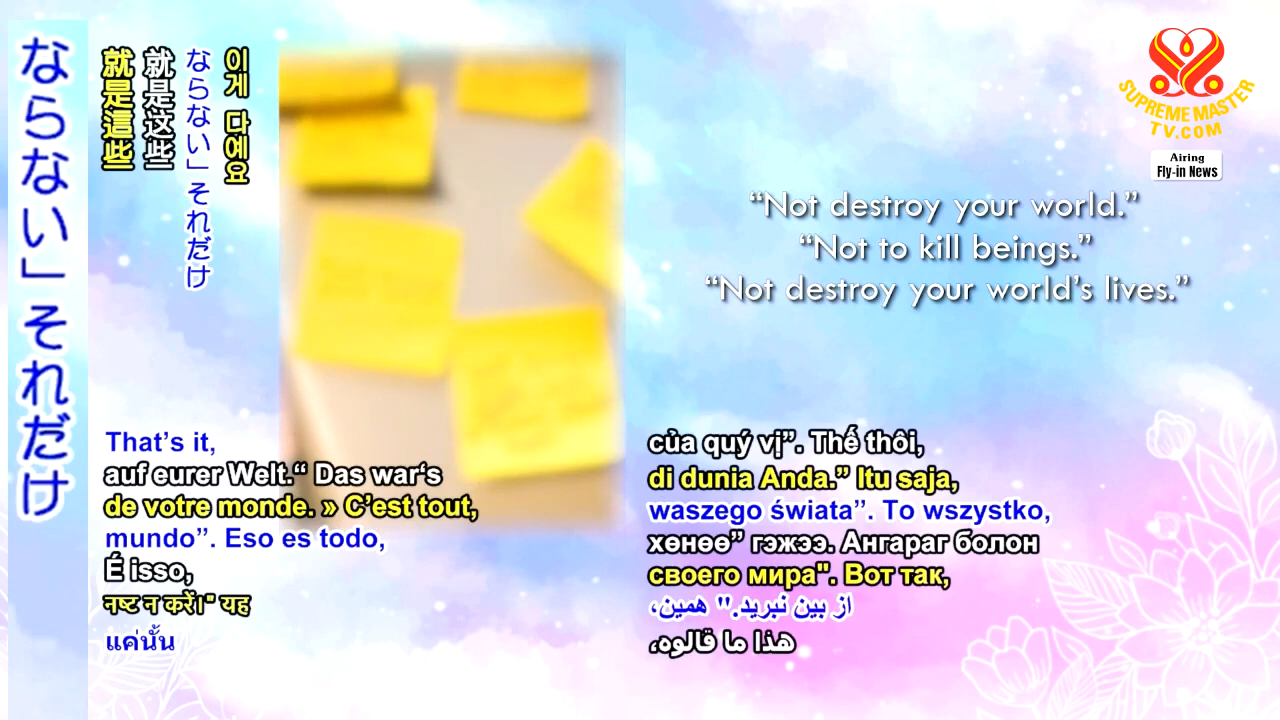 ならない」それだけ
就是這些
就是这些
ならない」それだけ
이게 다예요
SUPREME MASTER
TV.COM
Airing
Fly-in News
“Not destroy your world.”
“Not to kill beings.”
“Not destroy your world’s lives.”
That’s it,
auf eurer Welt.“ Das war‘s
de votre monde. » C’est tout,
mundo”. Eso es todo,
É isso,
नष्ट न करें।" यह
แค่นั้น
của quý vị”. Thế thôi,
di dunia Anda.” Itu saja,
waszego świata”. To wszystko,
хөнөө” гэжээ. Ангараг болон
своего мира". Вот так,
از بین نبرید." همین،
هذا ما قالوه،